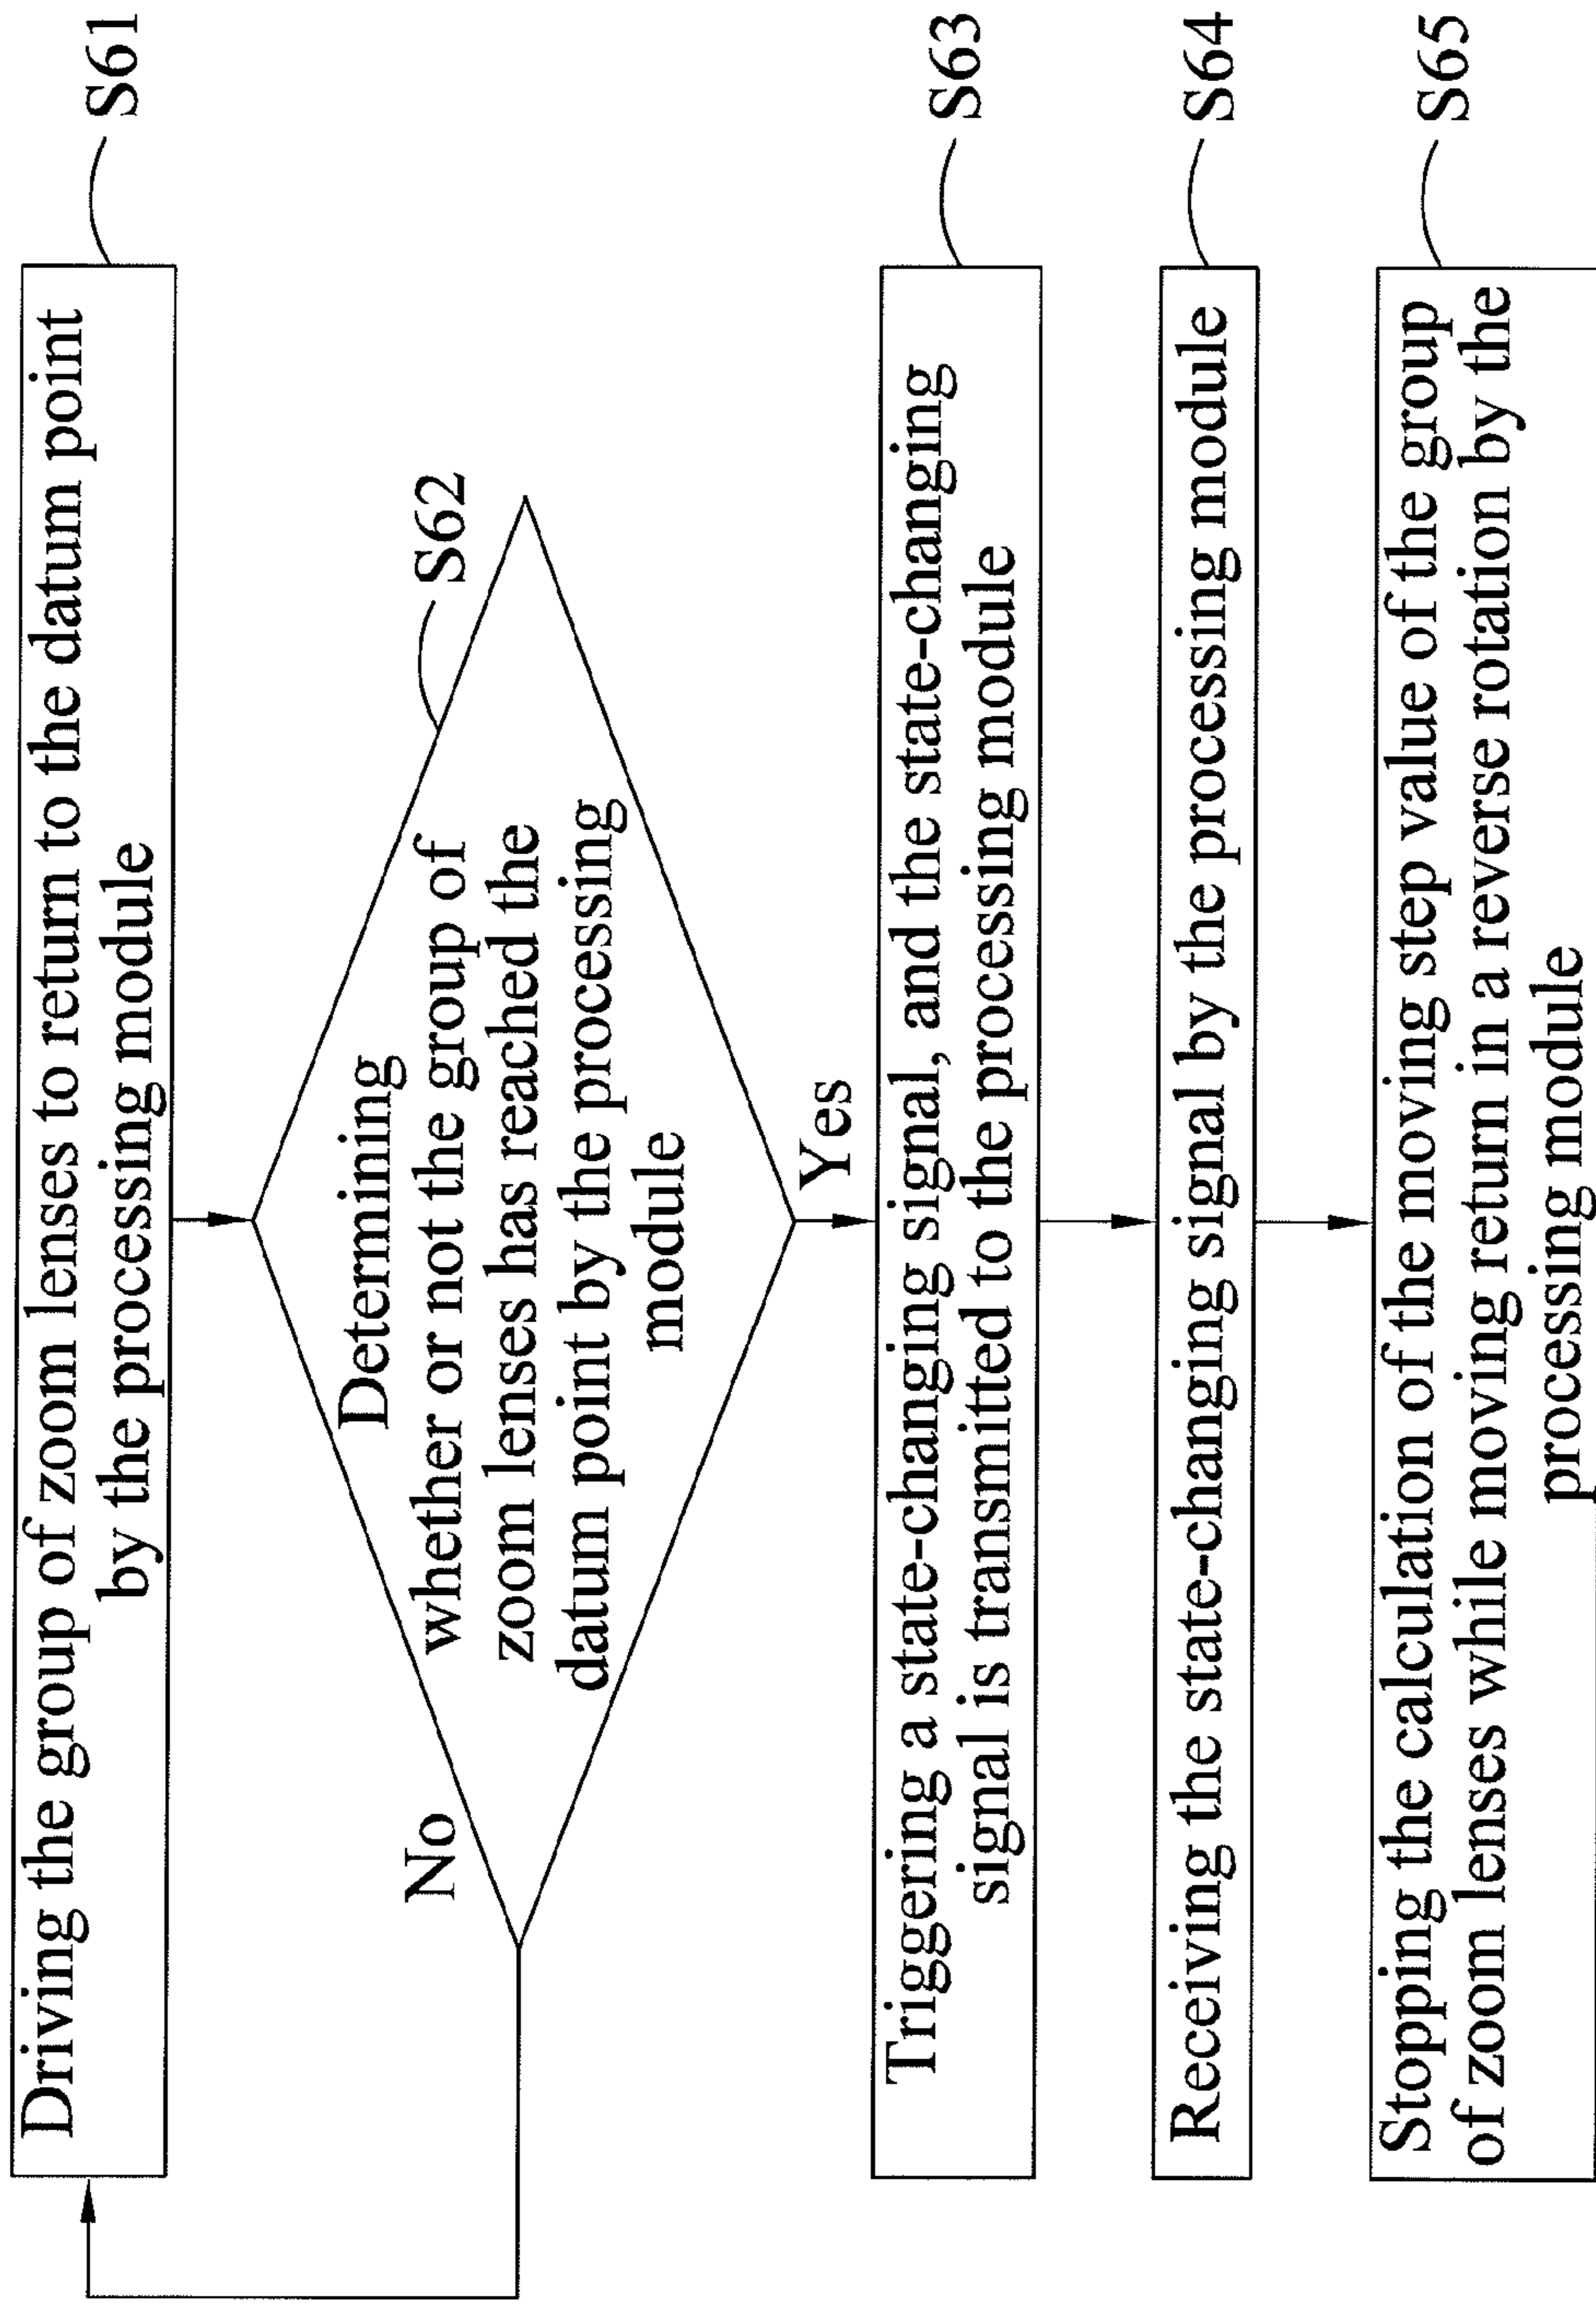 Driving the group of zoom lenses to return to the datum point
by the processing module
S61
Determining
whether or not the group of
zoom lenses has reached the
datum point by the processing
module
S62
No
Yes
Triggering a state-changing signal, and the state-changing
signal is transmitted to the processing module
S63
Receiving the state-changing signal by the processing module
S64
Stopping the calculation of the moving step value of the group
of zoom lenses while moving return in a reverse rotation by the
processing module
S65